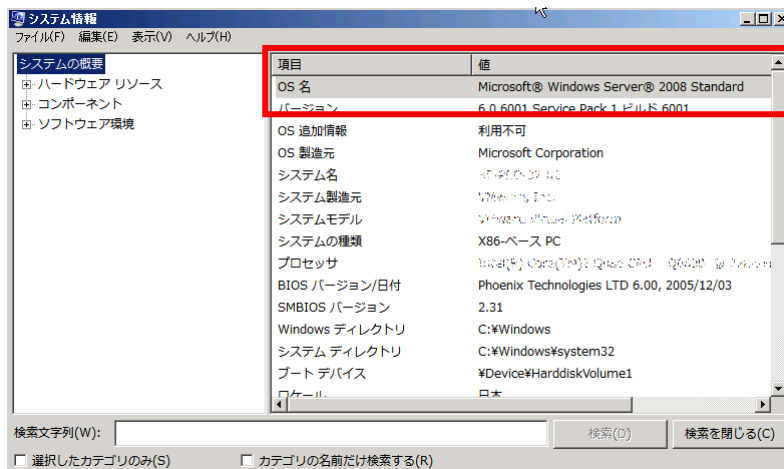 システム情報
ファイル(F) 編集(E) 表示(V) ヘルプ(H)
システムの概要
ハードウェア リソース
コンポーネント
ソフトウェア環境
項目 値
OS 名 Microsoft® Windows Server® 2008 Standard
バージョン 6.0.6001 Service Pack 1 ビルド 6001
OS 追加情報 利用不可
OS 製造元 Microsoft Corporation
システム名
システム製造元
システムモデル
システムの種類 X86-ベース PC
プロセッサ
BIOS バージョン/日付 Phoenix Technologies LTD 6.00, 2005/12/03
SMBIOS バージョン 2.31
Windows ディレクトリ C:¥Windows
システム ディレクトリ C:¥Windows¥system32
ブート デバイス ¥Device¥HarddiskVolume1
ロケール 日本
検索文字列(W): 検索(D) 検索を閉じる(C)
選択したカテゴリのみ(S) カテゴリの名前だけ検索する(R)